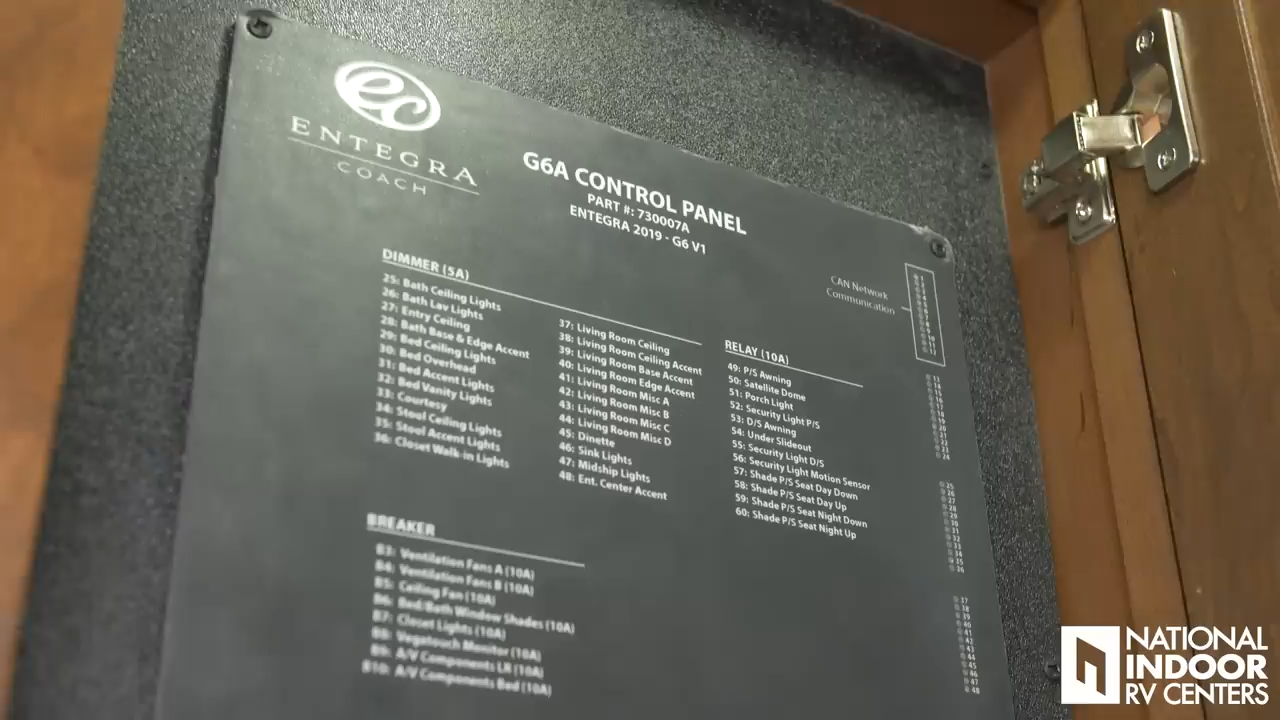 ec
ENTEGRA
COACH
G6A CONTROL PANEL
PART #: 730007A
ENTEGRA 2019 - G6 V1
DIMMER (5A)
25: Bath Ceiling Lights
26: Bath Lav Lights
27: Entry Ceiling
28: Bath Base & Edge Accent
29: Bed Ceiling Lights
30: Bed Overhead
31: Bed Accent Lights
32: Bed Vanity Lights
33: Courtesy
34: Stool Ceiling Lights
35: Stool Accent Lights
36: Closet Walk-in Lights
37: Living Room Ceiling
38: Living Room Ceiling Accent
39: Living Room Base Accent
40: Living Room Edge Accent
41: Living Room Misc A
42: Living Room Misc B
43: Living Room Misc C
44: Living Room Misc D
45: Dinette
46: Sink Lights
47: Midship Lights
48: Ent. Center Accent
RELAY (10A)
49: P/S Awning
50: Satellite Dome
51: Porch Light
52: Security Light P/S
53: D/S Awning
54: Under Slideout
55: Security Light D/S
56: Security Light Motion Sensor
57: Shade P/S Seat Day Down
58: Shade P/S Seat Day Up
59: Shade P/S Seat Night Down
60: Shade P/S Seat Night Up
CAN Network
Communication
BREAKER
B3: Ventilation Fans A (10A)
B4: Ventilation Fans B (10A)
B5: Ceiling Fan (10A)
B6: Bed/Bath Window Shades (10A)
B7: Closet Lights (10A)
B8: Vegatouch Monitor (10A)
B9: A/V Components LR (10A)
B10: A/V Components Bed (10A)
NATIONAL
INDOOR
RV CENTERS